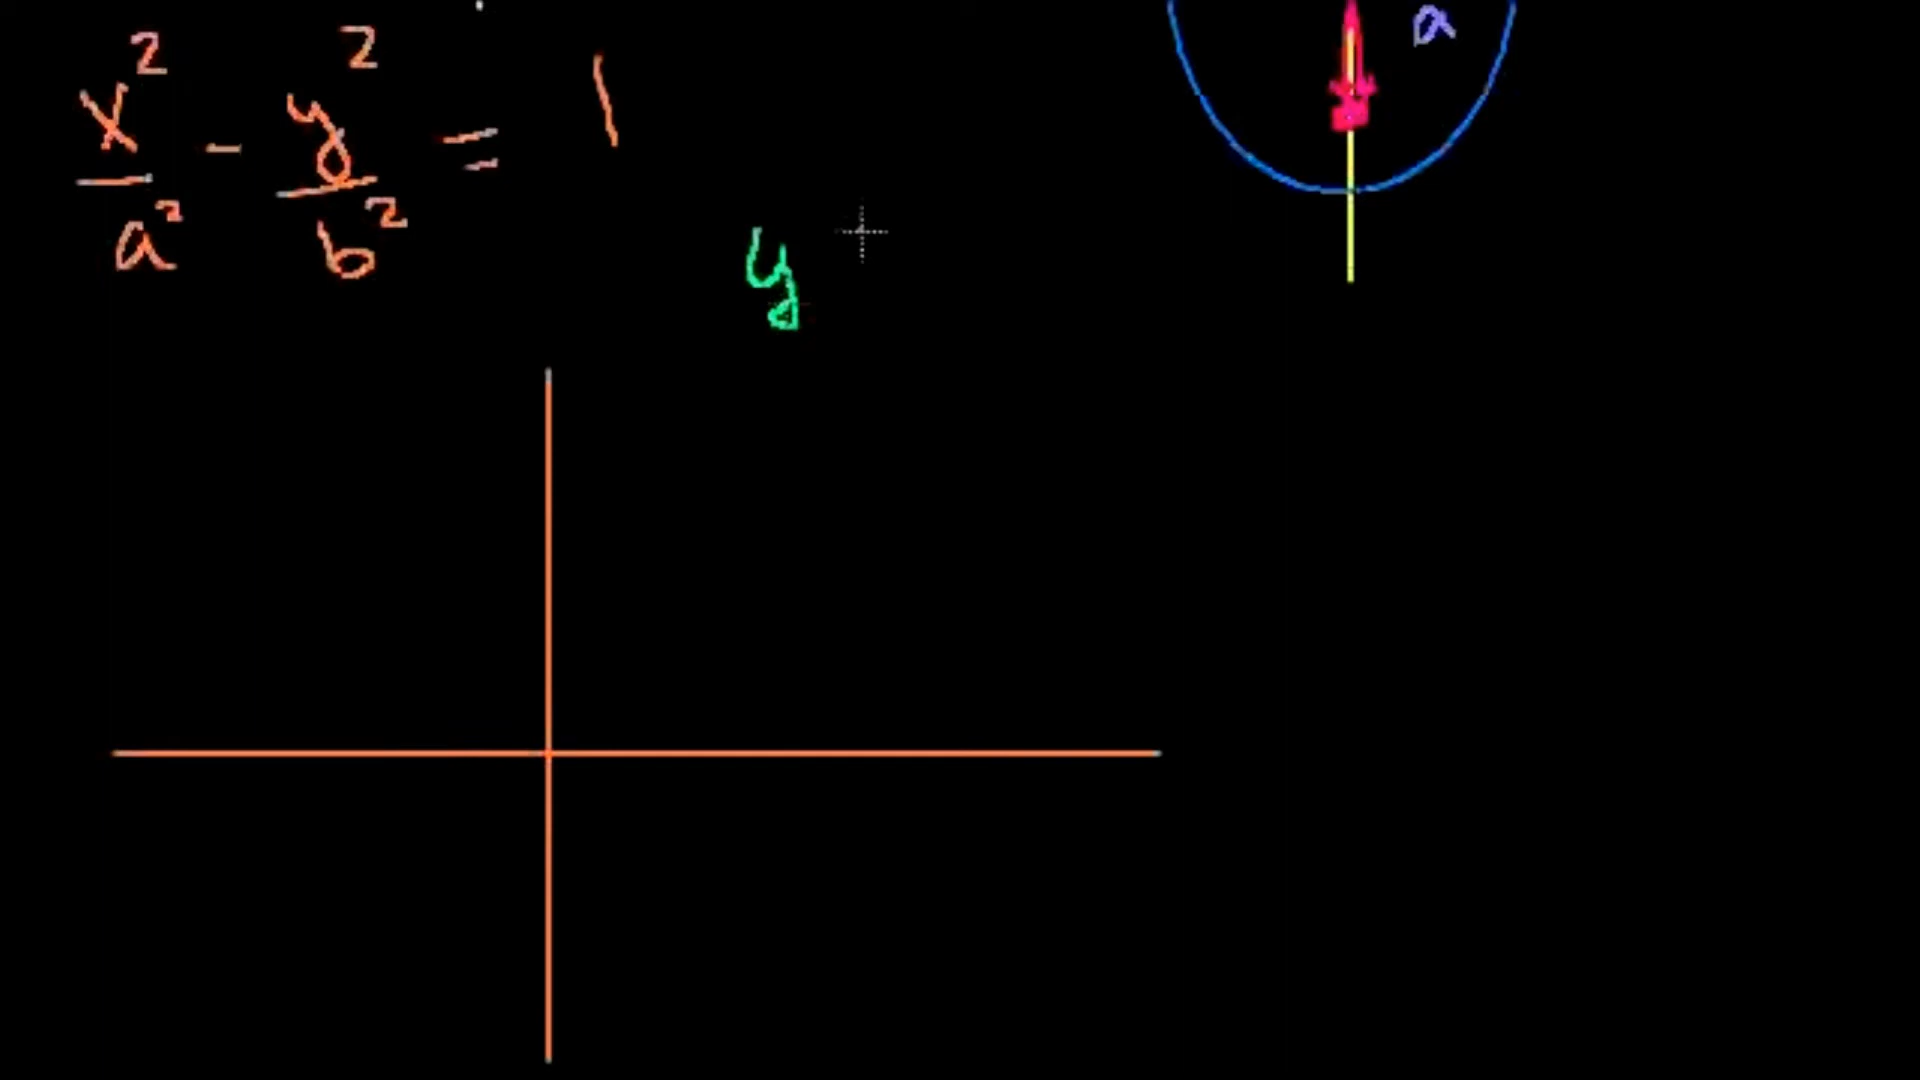 x²/a² - y²/b² = 1
a
y